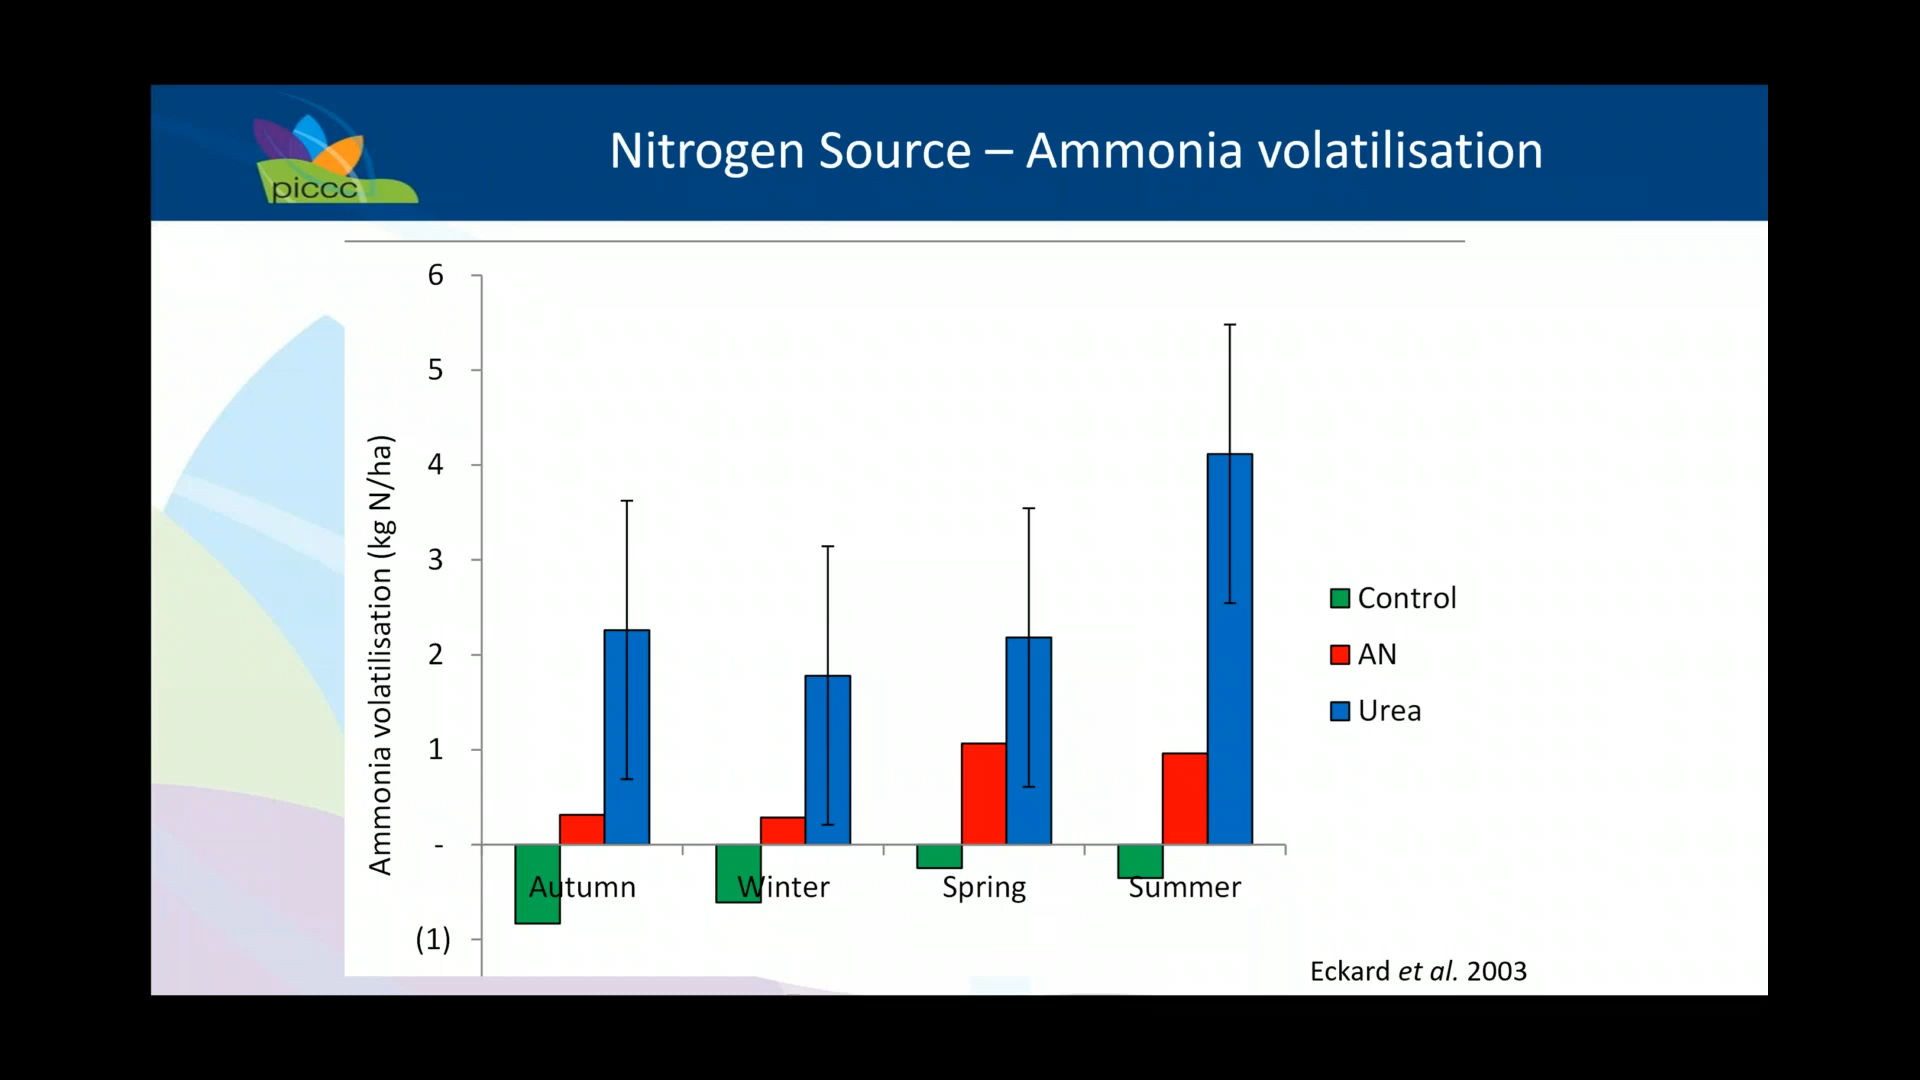 piccc
Nitrogen Source – Ammonia volatilisation
Ammonia volatilisation (kg N/ha)
6
5
4
3
2
1
-
(1)
Autumn Winter Spring Summer
Control
AN
Urea
Eckard et al. 2003